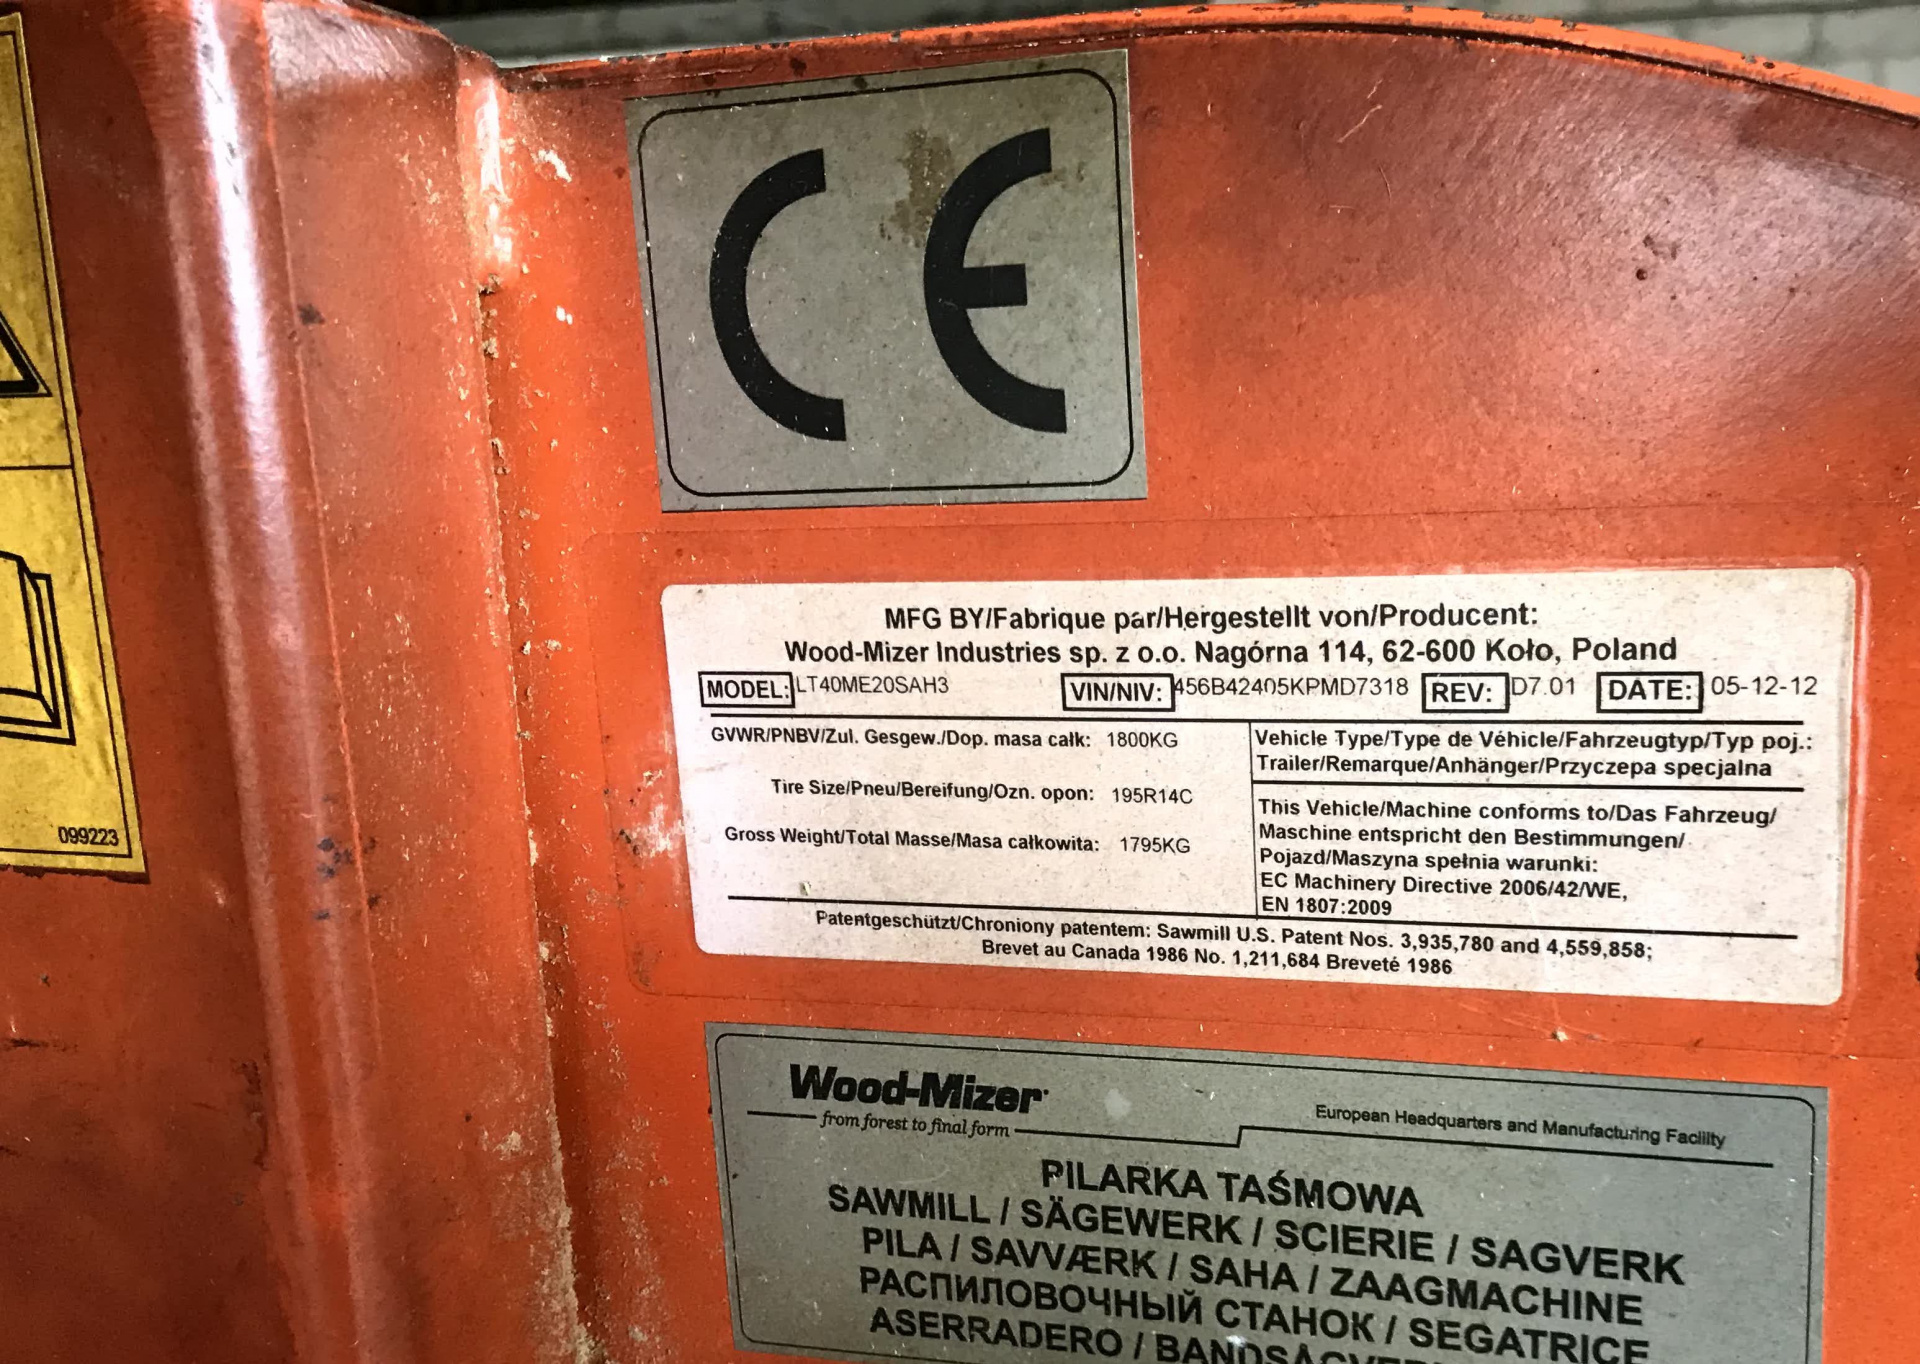 CE
MFG BY/Fabrique par/Hergestellt von/Producent:
Wood-Mizer Industries sp. z o.o. Nagórna 114, 62-600 Koło, Poland
MODEL: LT40ME20SAH3 VIN/NIV: 456B42405KPMD7318 REV: D7.01 DATE: 05-12-12
GVWR/PNBV/Zul. Gesgew./Dop. masa całk: 1800KG
Tire Size/Pneu/Bereifung/Ozn. opon: 195R14C
Gross Weight/Total Masse/Masa całkowita: 1795KG
Vehicle Type/Type de Véhicle/Fahrzeugtyp/Typ poj.:
Trailer/Remarque/Anhänger/Przyczepa specjalna
This Vehicle/Machine conforms to/Das Fahrzeug/
Maschine entspricht den Bestimmungen/
Pojazd/Maszyna spełnia warunki:
EC Machinery Directive 2006/42/WE,
EN 1807:2009
Patentgeschützt/Chroniony patentem: Sawmill U.S. Patent Nos. 3,935,780 and 4,559,858;
Brevet au Canada 1986 No. 1,211,684 Breveté 1986
099223
Wood-Mizer
from forest to final form
European Headquarters and Manufacturing Facility
PILARKA TAŚMOWA
SAWMILL / SÄGEWERK / SCIERIE / SAGVERK
PILA / SAVVÆRK / SAHA / ZAAGMACHINE
РАСПИЛОВОЧНЫЙ СТАНОК / SEGATRICE
ASERRADERO /